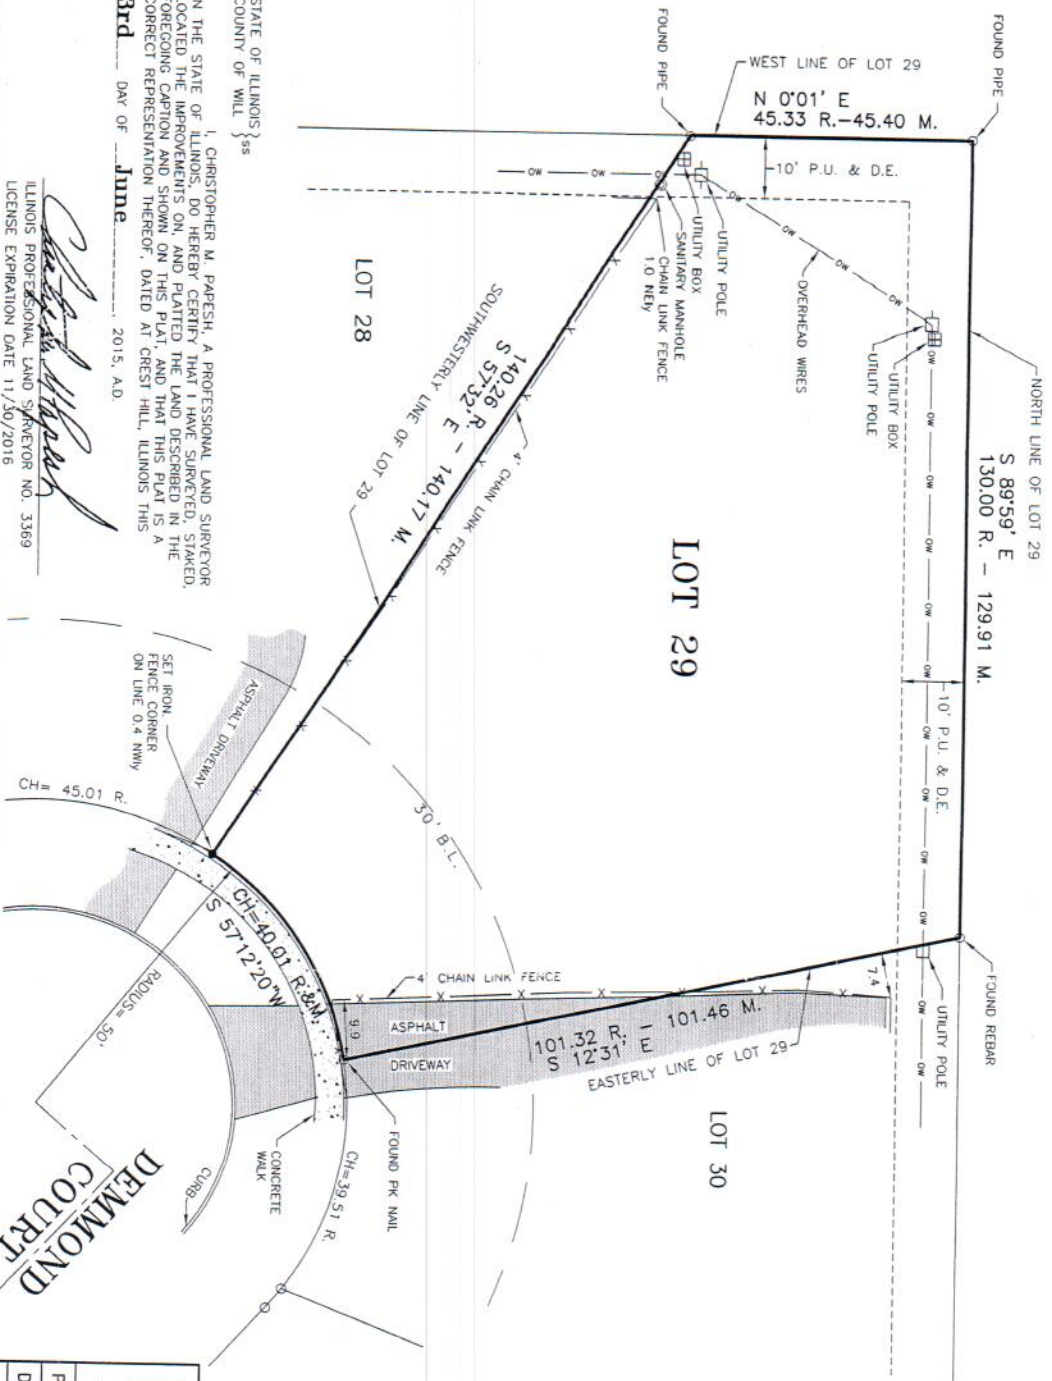 NORTH LINE OF LOT 29
S 89°59' E
130.00 R. – 129.91 M.
FOUND PIPE
FOUND PIPE
WEST LINE OF LOT 29
N 0°01' E
45.33 R.–45.40 M.
10' P.U. & D.E.
10' P.U. & D.E.
OW
UTILITY BOX
UTILITY POLE
OVERHEAD WIRES
UTILITY POLE
UTILITY BOX
SANITARY MANHOLE
CHAIN LINK FENCE
1.0 NEly
FOUND REBAR
UTILITY POLE
LOT 29
LOT 28
LOT 30
4' CHAIN LINK FENCE
140.26 R. – 140.17 M.
S 57°32' E
SOUTHWESTERLY LINE OF LOT 29
30' B.L.
7.4
4' CHAIN LINK FENCE
101.32 R. – 101.46 M.
S 12°31' E
EASTERLY LINE OF LOT 29
ASPHALT
DRIVEWAY
9.9
FOUND PK NAIL
CH=39.51 R.
CONCRETE
WALK
CH=40.01 R.&M.
S 57°12'20"W
SET IRON.
FENCE CORNER
ON LINE 0.4 NWly
ASPHALT DRIVEWAY
CH= 45.01 R.
RADIUS= 50'
CURB
DEMMOND
COURT
STATE OF ILLINOIS }
COUNTY OF WILL } ss
I, CHRISTOPHER M. PAPESH, A PROFESSIONAL LAND SURVEYOR
IN THE STATE OF ILLINOIS, DO HEREBY CERTIFY THAT I HAVE SURVEYED, STAKED,
LOCATED THE IMPROVEMENTS ON, AND PLATTED THE LAND DESCRIBED IN THE
FOREGOING CAPTION AND SHOWN ON THIS PLAT, AND THAT THIS PLAT IS A
CORRECT REPRESENTATION THEREOF, DATED AT CREST HILL, ILLINOIS THIS
3rd DAY OF June, 2015, A.D.
ILLINOIS PROFESSIONAL LAND SURVEYOR NO. 3369
LICENSE EXPIRATION DATE 11/30/2016